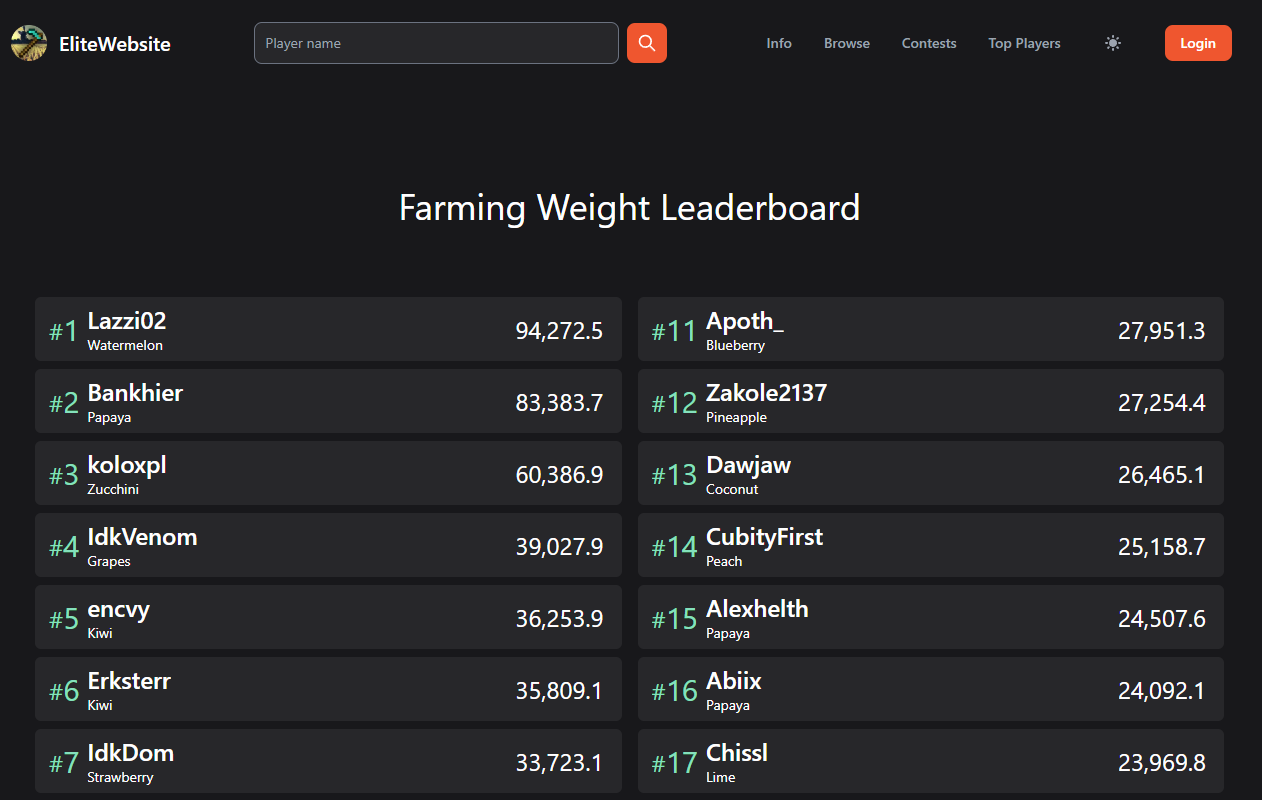 EliteWebsite
Player name
Info
Browse
Contests
Top Players
Login
Farming Weight Leaderboard
#1 Lazzi02 94,272.5
Watermelon
#2 Bankhier 83,383.7
Papaya
#3 koloxpl 60,386.9
Zucchini
#4 IdkVenom 39,027.9
Grapes
#5 encvy 36,253.9
Kiwi
#6 Erksterr 35,809.1
Kiwi
#7 IdkDom 33,723.1
Strawberry
#11 Apoth_ 27,951.3
Blueberry
#12 Zakole2137 27,254.4
Pineapple
#13 Dawjaw 26,465.1
Coconut
#14 CubityFirst 25,158.7
Peach
#15 Alexhelth 24,507.6
Papaya
#16 Abiix 24,092.1
Papaya
#17 Chissl 23,969.8
Lime